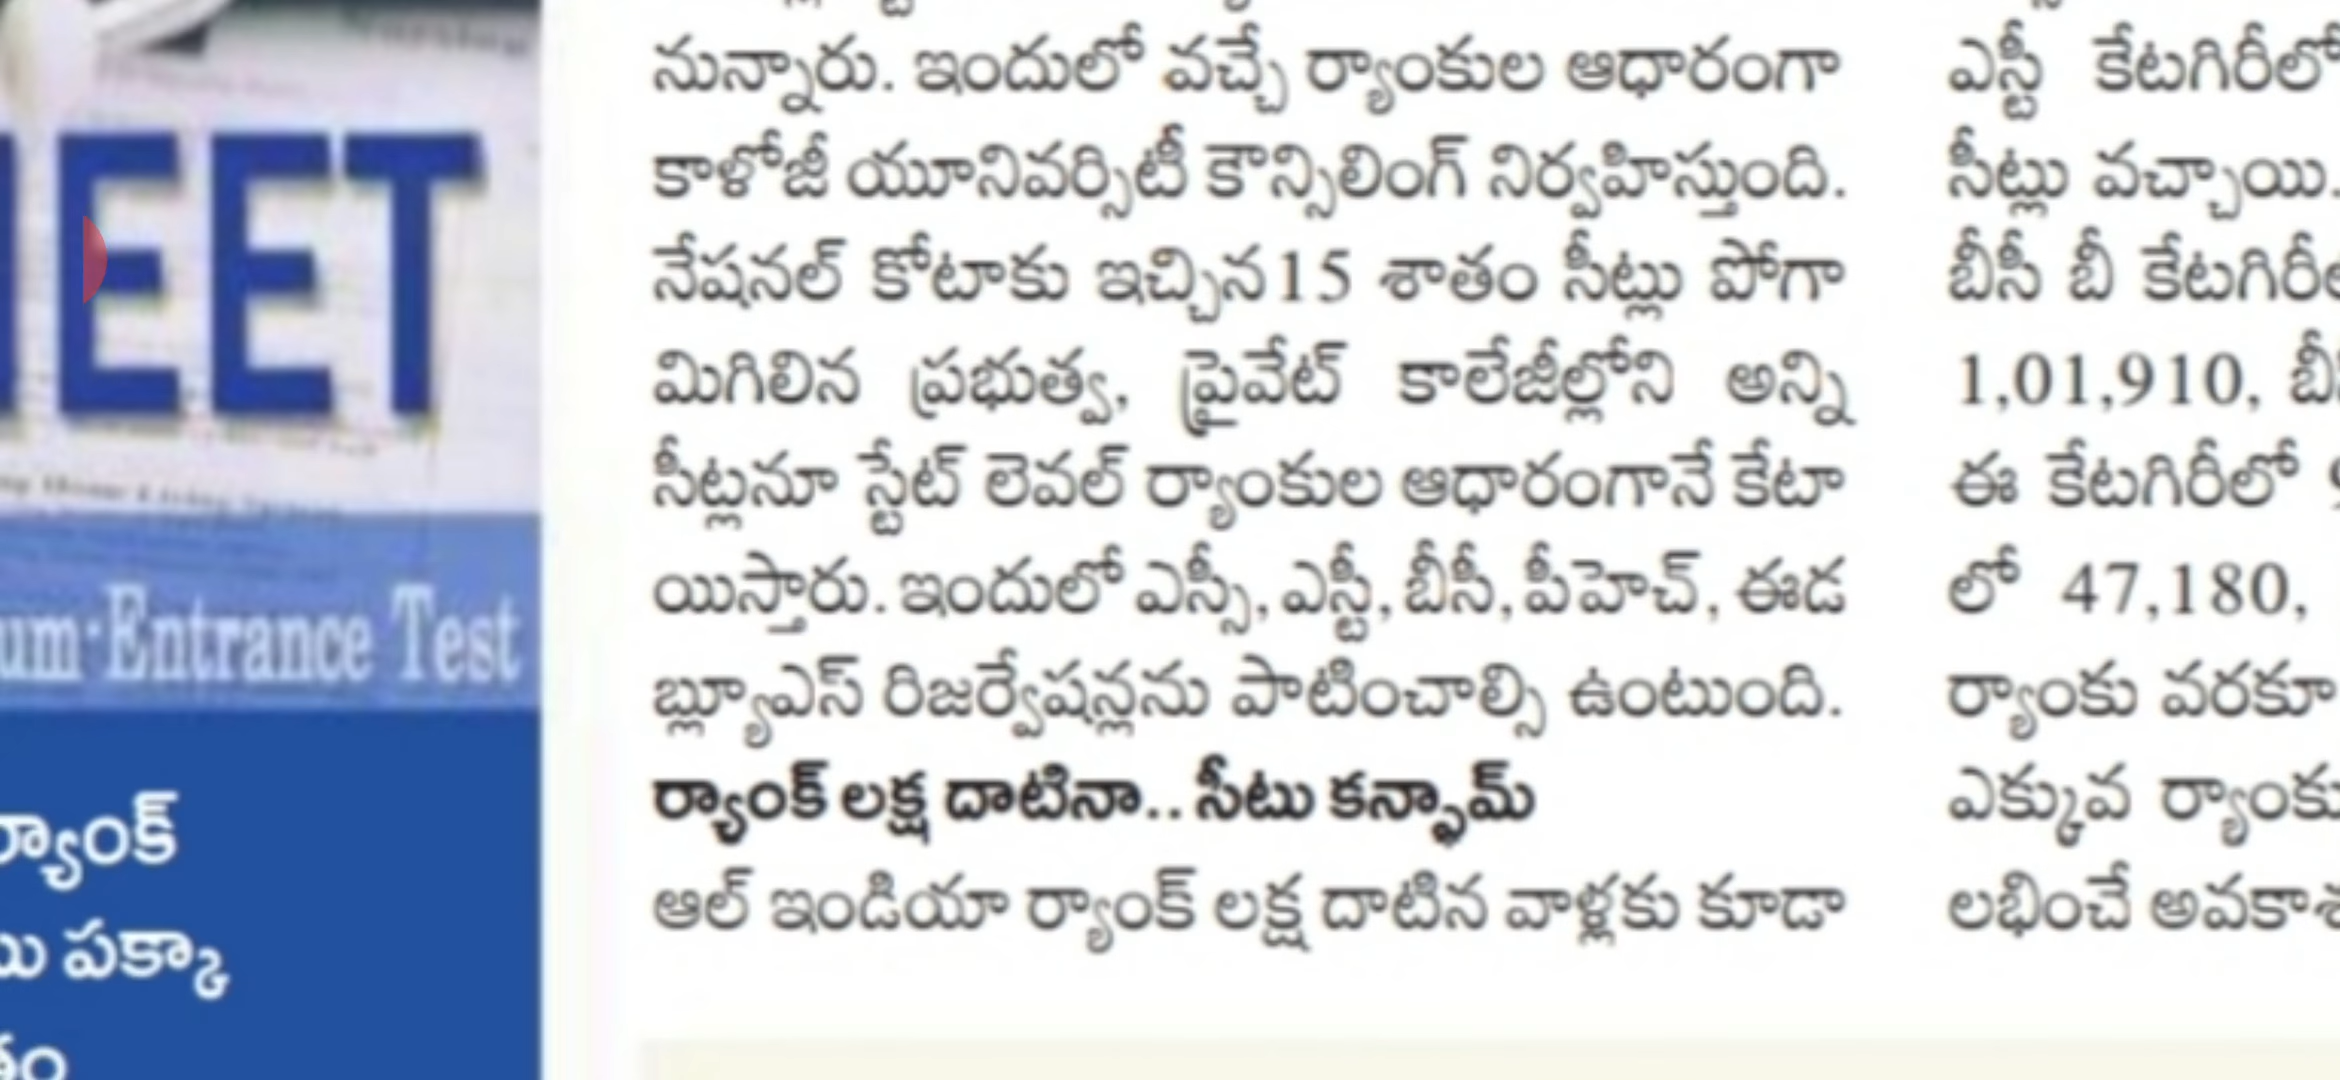 EET
Entrance Test
ర్యాంక్
పక్కా
నున్నారు. ఇందులో వచ్చే ర్యాంకుల ఆధారంగా
కాళోజీ యూనివర్సిటీ కౌన్సిలింగ్ నిర్వహిస్తుంది.
నేషనల్ కోటాకు ఇచ్చిన15 శాతం సీట్లు పోగా
మిగిలిన ప్రభుత్వ, ప్రైవేట్ కాలేజీల్లోని అన్ని
సీట్లనూ స్టేట్ లెవల్ ర్యాంకుల ఆధారంగానే కేటా
యిస్తారు. ఇందులో ఎస్సీ, ఎస్టీ, బీసీ, పీహెచ్, ఈడ
బ్ల్యూఎస్ రిజర్వేషన్లను పాటించాల్సి ఉంటుంది.
ర్యాంక్ లక్ష దాటినా.. సీటు కన్ఫామ్
ఆల్ ఇండియా ర్యాంక్ లక్ష దాటిన వాళ్లకు కూడా
ఎస్టీ కేటగిరీలో
సీట్లు వచ్చాయి.
బీసీ బీ కేటగిరీల
1,01,910,
ఈ కేటగిరీలో
లో 47,180,
ర్యాంకు వరకూ
ఎక్కువ ర్యాంకు
లభించే